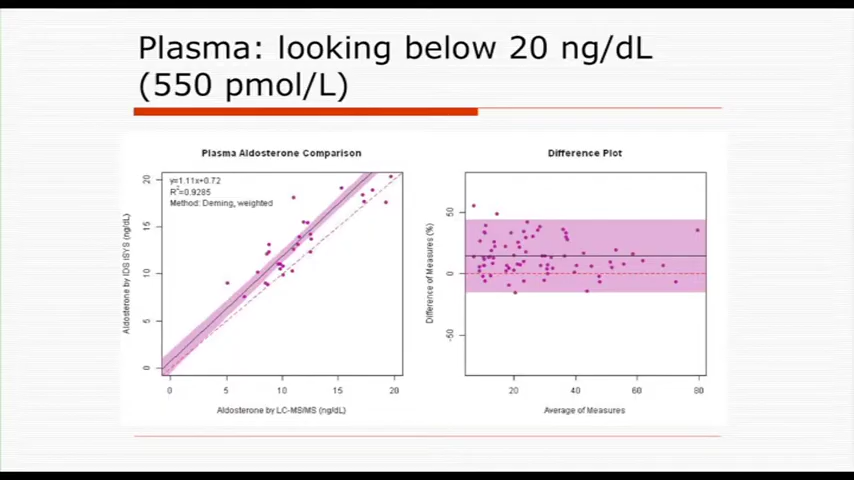 Plasma: looking below 20 ng/dL
(550 pmol/L)
Plasma Aldosterone Comparison
y=1.11x+0.72
R²=0.9285
Method: Deming, weighted
Aldosterone by IDS ISYS (ng/dL)
20
15
10
5
0
0 5 10 15 20
Aldosterone by LC-MS/MS (ng/dL)
Difference Plot
Difference of Measures (%)
50
0
-50
20 40 60 80
Average of Measures